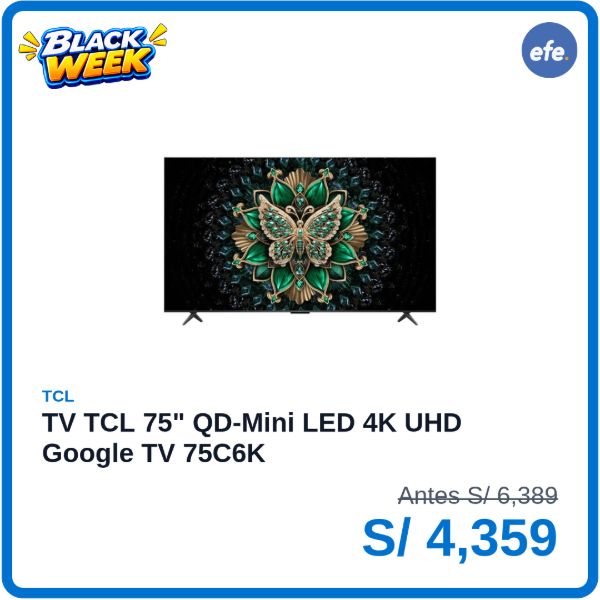 BLACK
WEEK
efe.
TCL
TV TCL 75" QD-Mini LED 4K UHD
Google TV 75C6K
Antes S/ 6,389
S/ 4,359